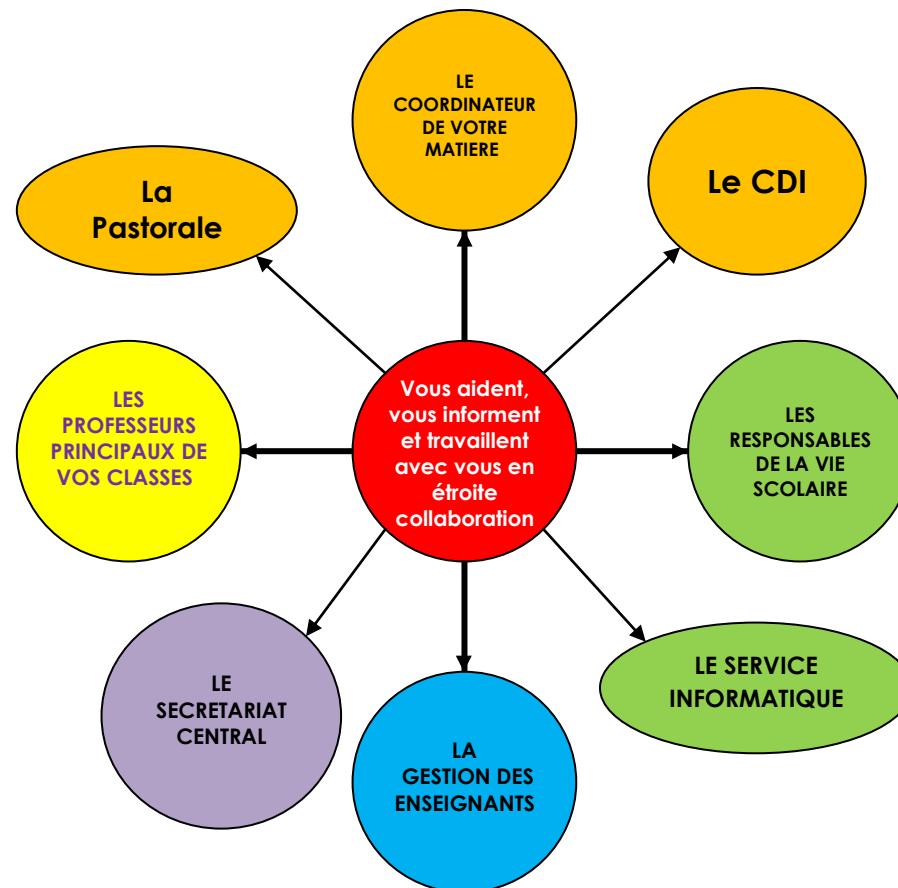 LE
COORDINATEUR
DE VOTRE
MATIERE
La
Pastorale
Le CDI
Vous aident,
vous informent
et travaillent
avec vous en
étroite
collaboration
LES
PROFESSEURS
PRINCIPAUX DE
VOS CLASSES
LES
RESPONSABLES
DE LA VIE
SCOLAIRE
LE
SECRETARIAT
CENTRAL
LE SERVICE
INFORMATIQUE
LA
GESTION DES
ENSEIGNANTS